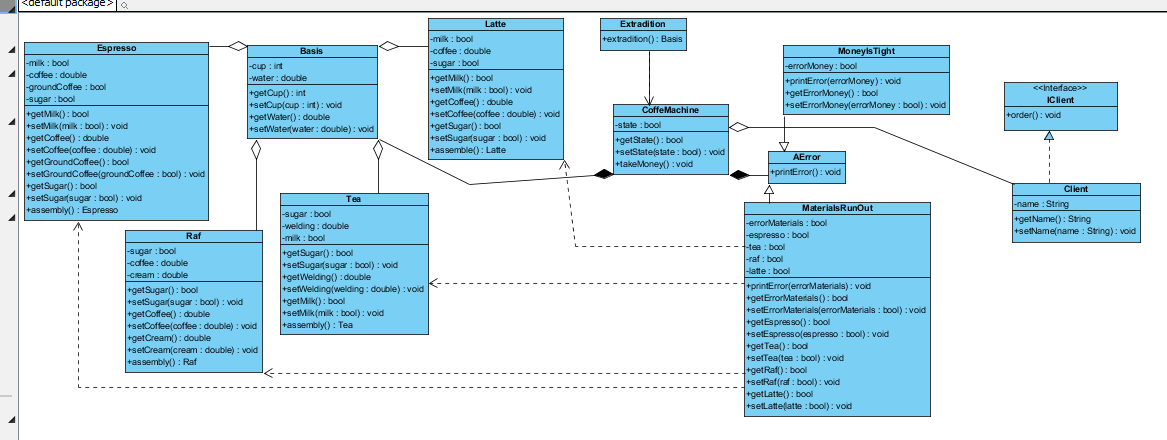 <default package>
Espresso
-milk : bool
-coffee : double
-groundCoffee : bool
-sugar : bool
+getMilk() : bool
+setMilk(milk : bool) : void
+getCoffee() : double
+setCoffee(coffee : double) : void
+getGroundCoffee() : bool
+setGroundCoffee(groundCoffee : bool) : void
+getSugar() : bool
+setSugar(sugar : bool) : void
+assembly() : Espresso
Basis
-cup : int
-water : double
+getCup() : int
+setCup(cup : int) : void
+getWater() : double
+setWater(water : double) : void
Latte
-milk : bool
-coffee : double
-sugar : bool
+getMilk() : bool
+setMilk(milk : bool) : void
+getCoffee() : double
+setCoffee(coffee : double) : void
+getSugar() : bool
+setSugar(sugar : bool) : void
+assemble() : Latte
Extradition
+extradition() : Basis
MoneyIsTight
-errorMoney : bool
+printError(errorMoney) : void
+getErrorMoney() : bool
+setErrorMoney(errorMoney : bool) : void
<<Interface>>
IClient
+order() : void
CoffeMachine
-state : bool
+getState() : bool
+setState(state : bool) : void
+takeMoney() : void
AError
+printError() : void
Client
-name : String
+getName() : String
+setName(name : String) : void
Raf
-sugar : bool
-coffee : double
-cream : double
+getSugar() : bool
+setSugar(sugar : bool) : void
+getCoffee() : double
+setCoffee(coffee : double) : void
+getCream() : double
+setCream(cream : double) : void
+assembly() : Raf
Tea
-sugar : bool
-welding : double
-milk : bool
+getSugar() : bool
+setSugar(sugar : bool) : void
+getWelding() : double
+setWelding(welding : double) : void
+getMilk() : bool
+setMilk(milk : bool) : void
+assembly() : Tea
MaterialsRunOut
-errorMaterials : bool
-espresso : bool
-tea : bool
-raf : bool
-latte : bool
+printError(errorMaterials) : void
+getErrorMaterials() : bool
+setErrorMaterials(errorMaterials : bool) : void
+getEspresso() : bool
+setEspresso(espresso : bool) : void
+getTea() : bool
+setTea(tea : bool) : void
+getRaf() : bool
+setRaf(raf : bool) : void
+getLatte() : bool
+setLatte(latte : bool) : void